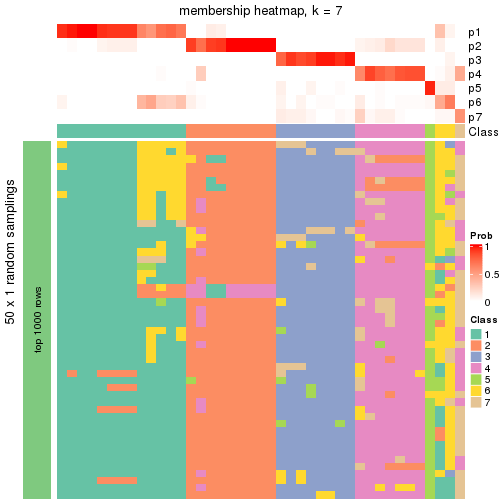 membership heatmap, k = 7
p1
p2
p3
p4
p5
p6
p7
Class
50 x 1 random samplings
top 1000 rows
Prob
1
0.5
0
Class
1
2
3
4
5
6
7